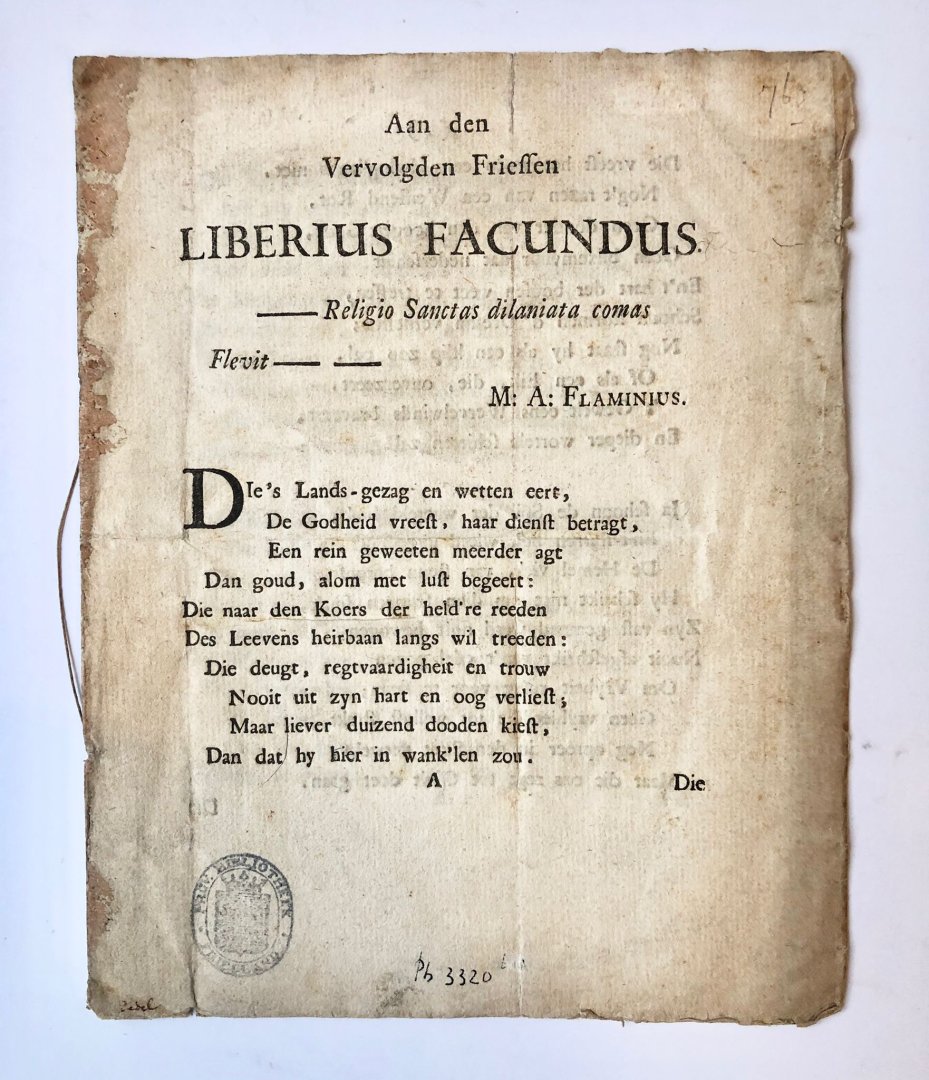 76
Aan den
Vervolgden Frieſſen
LIBERIUS FACUNDUS.
—— Religio Sanctas dilaniata comas
Flevit —— ——
M: A: FLAMINIUS.
DIe's Lands-gezag en wetten eert,
De Godheid vreeſt, haar dienſt betragt,
Een rein geweeten meerder agt
Dan goud, alom met luſt begeert:
Die naar den Koers der held're reeden
Des Leevens heirbaan langs wil treeden:
Die deugt, regtvaardigheit en trouw
Nooit uit zyn hart en oog verlieſt;
Maar liever duizend dooden kieſt,
Dan dat hy hier in wank'len zou.
A Die
PROV. BIBLIOTHEEK
FRIESLAND
Pb 3320